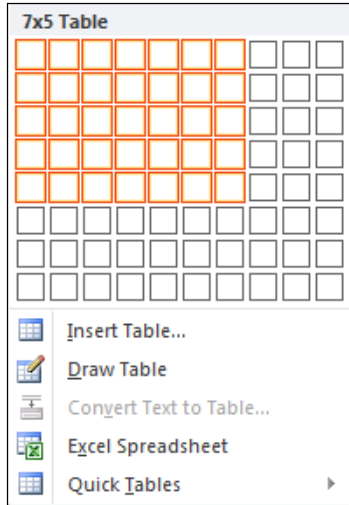 7x5 Table
Insert Table...
Draw Table
Convert Text to Table...
Excel Spreadsheet
Quick Tables